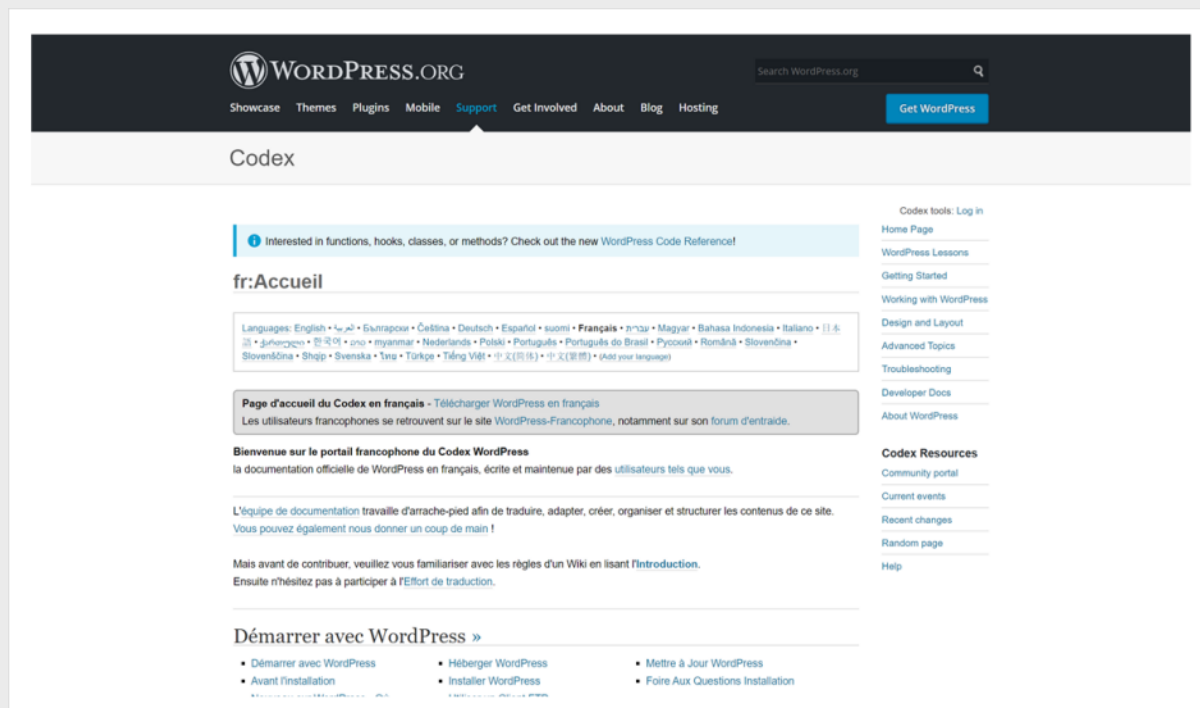 WORDPRESS.ORG
Search WordPress.org
Showcase Themes Plugins Mobile Support Get Involved About Blog Hosting
Get WordPress
Codex
Codex tools: Log in
Home Page
WordPress Lessons
Getting Started
Working with WordPress
Design and Layout
Advanced Topics
Troubleshooting
Developer Docs
About WordPress
Codex Resources
Community portal
Current events
Recent changes
Random page
Help
Interested in functions, hooks, classes, or methods? Check out the new WordPress Code Reference!
fr:Accueil
Languages: English • العربية • Български • Čeština • Deutsch • Español • suomi • Français • עברית • Magyar • Bahasa Indonesia • Italiano • 日本
語 • ქართული • 한국어 • ລາວ • myanmar • Nederlands • Polski • Português • Português do Brasil • Русский • Română • Slovenčina •
Slovenščina • Shqip • Svenska • ไทย • Türkçe • Tiếng Việt • 中文(简体) • 中文(繁體) • (Add your language)
Page d'accueil du Codex en français - Télécharger WordPress en français
Les utilisateurs francophones se retrouvent sur le site WordPress-Francophone, notamment sur son forum d'entraide.
Bienvenue sur le portail francophone du Codex WordPress
la documentation officielle de WordPress en français, écrite et maintenue par des utilisateurs tels que vous.
L'équipe de documentation travaille d'arrache-pied afin de traduire, adapter, créer, organiser et structurer les contenus de ce site.
Vous pouvez également nous donner un coup de main !
Mais avant de contribuer, veuillez vous familiariser avec les règles d'un Wiki en lisant l'Introduction.
Ensuite n'hésitez pas à participer à l'Effort de traduction.
Démarrer avec WordPress »
Démarrer avec WordPress
Avant l'installation
Héberger WordPress
Installer WordPress
Mettre à Jour WordPress
Foire Aux Questions Installation